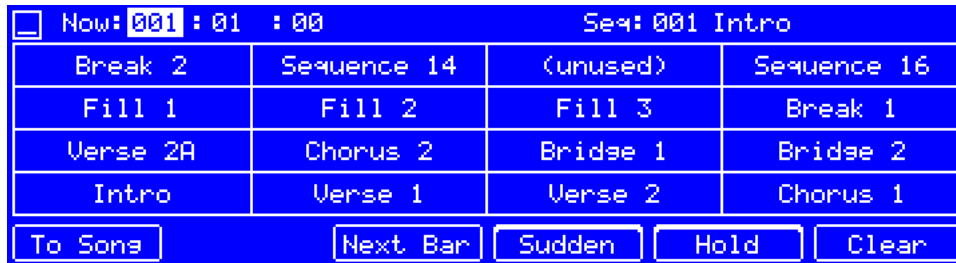 Now:001:01 :00 Seq:001 Intro
Break 2 Sequence 14 (unused) Sequence 16
Fill 1 Fill 2 Fill 3 Break 1
Verse 2A Chorus 2 Bridge 1 Bridge 2
Intro Verse 1 Verse 2 Chorus 1
To Song Next Bar Sudden Hold Clear